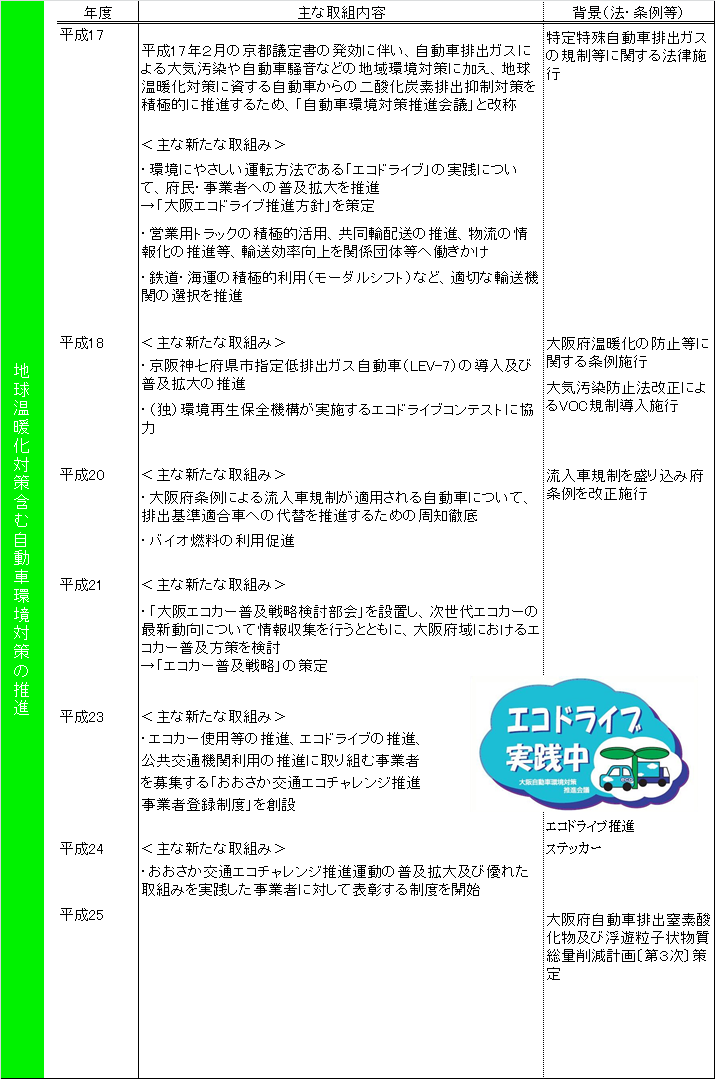 年度
主な取組内容
背景（法・条例等）
地球温暖化対策含む自動車環境対策の推進
平成17
平成17年2月の京都議定書の発効に伴い、自動車排出ガスに
よる大気汚染や自動車騒音などの地域環境対策に加え、地球
温暖化対策に資する自動車からの二酸化炭素排出抑制対策を
積極的に推進するため、「自動車環境対策推進会議」と改称
＜主な新たな取組み＞
・環境にやさしい運転方法である「エコドライブ」の実践につい
て、府民・事業者への普及拡大を推進
→「大阪エコドライブ推進方針」を策定
・営業用トラックの積極的活用、共同輸配送の推進、物流の情
報化の推進等、輸送効率向上を関係団体等へ働きかけ
・鉄道・海運の積極的利用（モーダルシフト）など、適切な輸送機
関の選択を推進
特定特殊自動車排出ガス
の規制等に関する法律施
行
平成18
＜主な新たな取組み＞
・京阪神七府県市指定低排出ガス自動車（LEV-7）の導入及び
普及拡大の推進
・（独）環境再生保全機構が実施するエコドライブコンテストに協
力
大阪府温暖化の防止等に
関する条例施行
大気汚染防止法改正によ
るVOC規制導入施行
平成20
＜主な新たな取組み＞
・大阪府条例による流入車規制が適用される自動車について、
排出基準適合車への代替を推進するための周知徹底
・バイオ燃料の利用促進
流入車規制を盛り込み府
条例を改正施行
平成21
＜主な新たな取組み＞
・「大阪エコカー普及戦略検討部会」を設置し、次世代エコカーの
最新動向について情報収集を行うとともに、大阪府域におけるエ
コカー普及方策を検討
→「エコカー普及戦略」の策定
平成23
＜主な新たな取組み＞
・エコカー使用等の推進、エコドライブの推進、
公共交通機関利用の推進に取り組む事業者
を募集する「おおさか交通エコチャレンジ推進
事業者登録制度」を創設
エコドライブ
実践中
大阪自動車環境対策
推進会議
エコドライブ推進
ステッカー
平成24
＜主な新たな取組み＞
・おおさか交通エコチャレンジ推進運動の普及拡大及び優れた
取組みを実践した事業者に対して表彰する制度を開始
平成25
大阪府自動車排出窒素酸
化物及び浮遊粒子状物質
総量削減計画〔第3次〕策
定